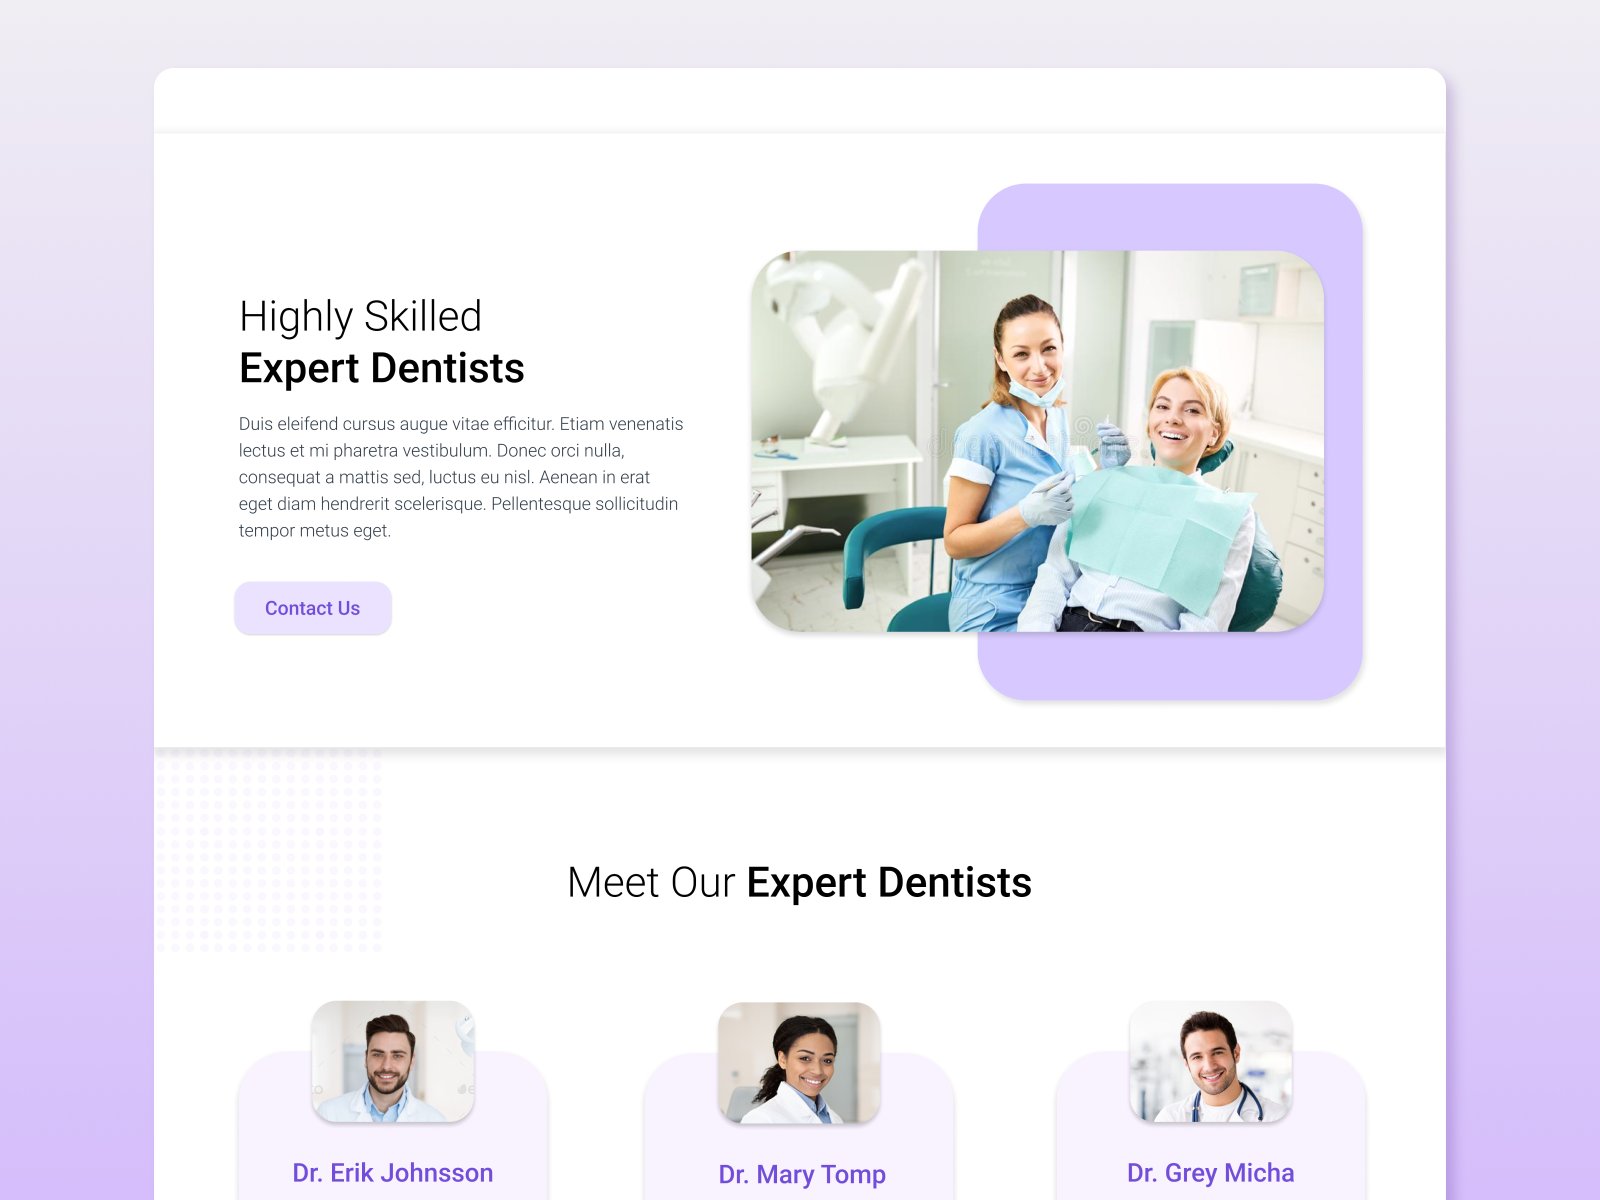 Highly Skilled
Expert Dentists
Duis eleifend cursus augue vitae efficitur. Etiam venenatis
lectus et mi pharetra vestibulum. Donec orci nulla,
consequat a mattis sed, luctus eu nisl. Aenean in erat
eget diam hendrerit scelerisque. Pellentesque sollicitudin
tempor metus eget.
Contact Us
Meet Our Expert Dentists
Dr. Erik Johnsson
Dr. Mary Tomp
Dr. Grey Micha